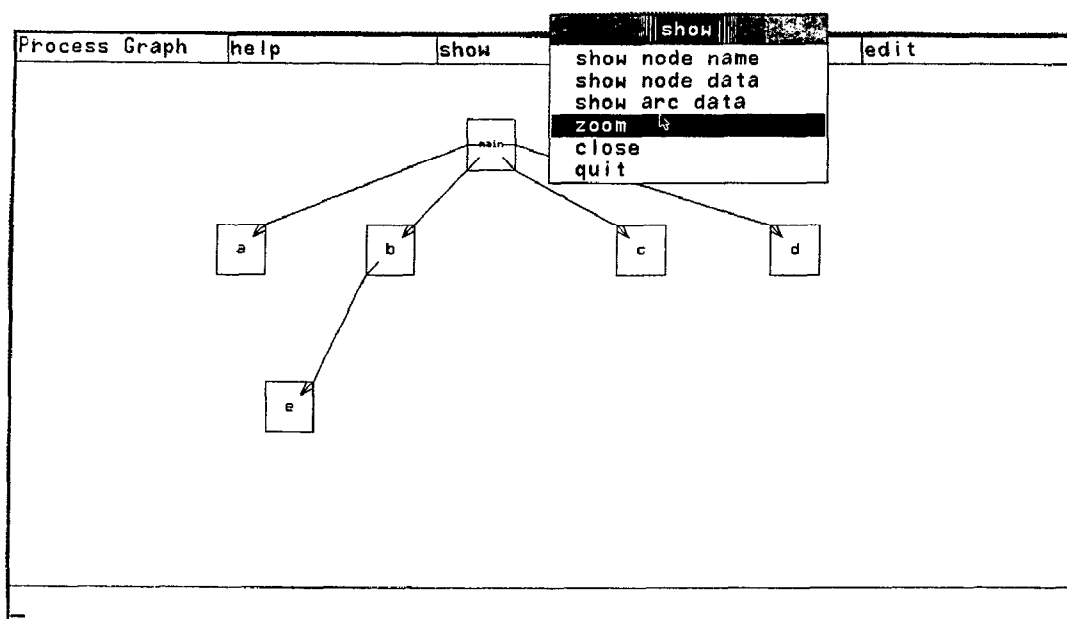 show
Process Graph help show edit
show node name
show node data
show arc data
zoom
close
quit
main
a b c d
e